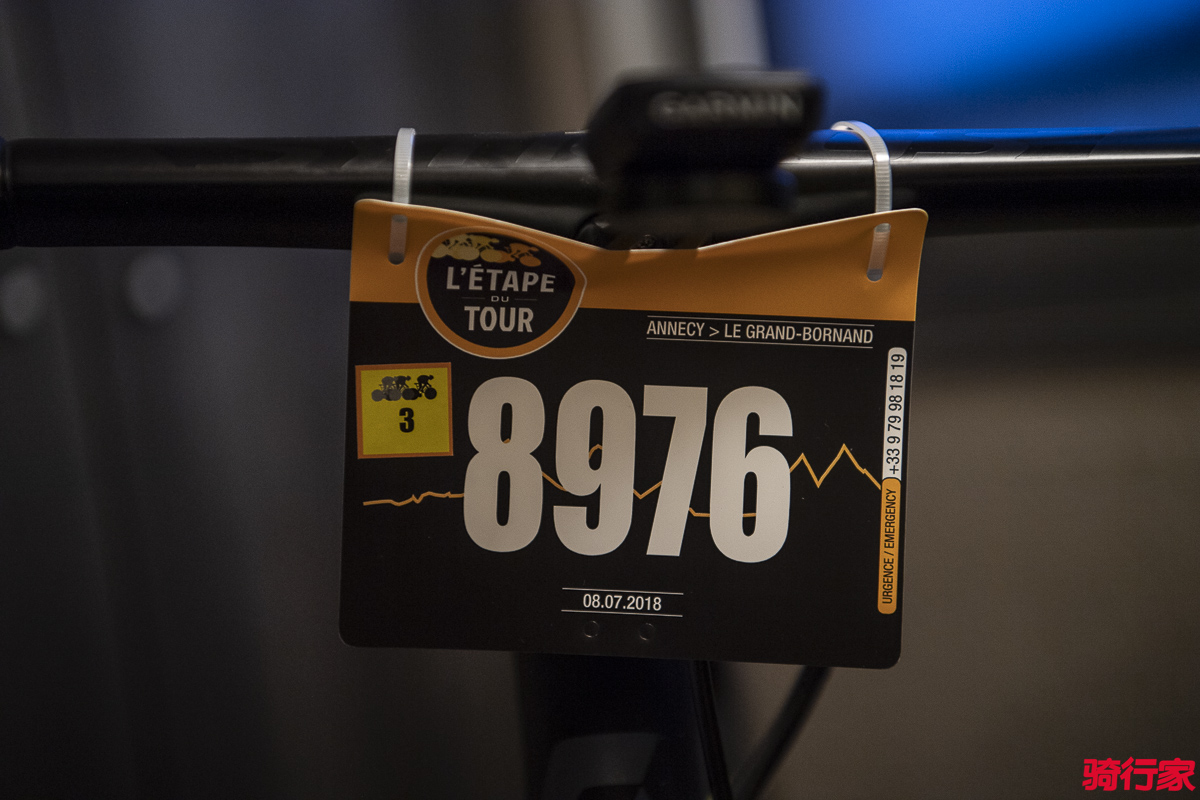 GARMIN
L'ÉTAPE
DU
TOUR
ANNECY > LE GRAND-BORNAND
3
8976
+33 9 79 98 18 19
URGENCE / EMERGENCY
08.07.2018
骑行家